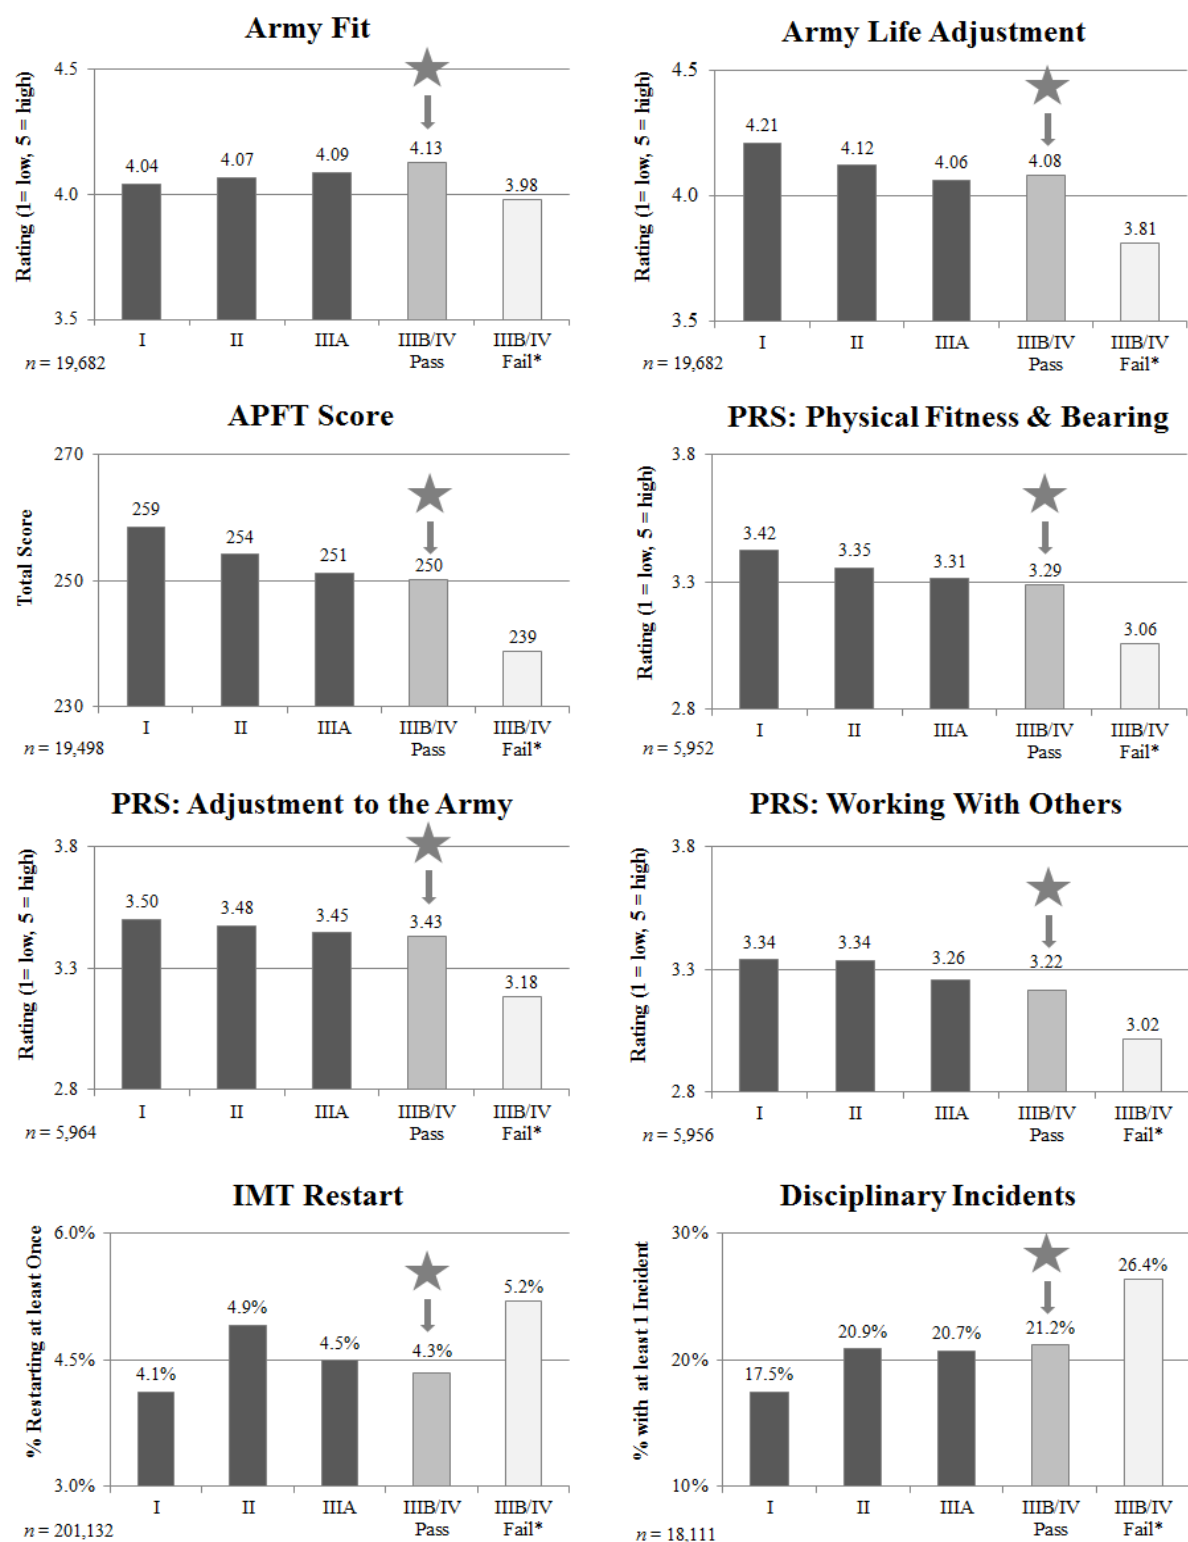 Army Fit
Rating (1= low, 5 = high)
4.5
4.0
3.5
4.04
4.07
4.09
4.13
3.98
I
II
IIIA
IIIB/IV
Pass
IIIB/IV
Fail*
n = 19,682
Army Life Adjustment
Rating (1= low, 5 = high)
4.5
4.0
3.5
4.21
4.12
4.06
4.08
3.81
I
II
IIIA
IIIB/IV
Pass
IIIB/IV
Fail*
n = 19,682
APFT Score
Total Score
270
250
230
259
254
251
250
239
I
II
IIIA
IIIB/IV
Pass
IIIB/IV
Fail*
n = 19,498
PRS: Physical Fitness & Bearing
Rating (1 = low, 5 = high)
3.8
3.3
2.8
3.42
3.35
3.31
3.29
3.06
I
II
IIIA
IIIB/IV
Pass
IIIB/IV
Fail*
n = 5,952
PRS: Adjustment to the Army
Rating (1= low, 5 = high)
3.8
3.3
2.8
3.50
3.48
3.45
3.43
3.18
I
II
IIIA
IIIB/IV
Pass
IIIB/IV
Fail*
n = 5,964
PRS: Working With Others
Rating (1 = low, 5 = high)
3.8
3.3
2.8
3.34
3.34
3.26
3.22
3.02
I
II
IIIA
IIIB/IV
Pass
IIIB/IV
Fail*
n = 5,956
IMT Restart
% Restarting at least Once
6.0%
4.5%
3.0%
4.1%
4.9%
4.5%
4.3%
5.2%
I
II
IIIA
IIIB/IV
Pass
IIIB/IV
Fail*
n = 201,132
Disciplinary Incidents
% with at least 1 Incident
30%
20%
10%
17.5%
20.9%
20.7%
21.2%
26.4%
I
II
IIIA
IIIB/IV
Pass
IIIB/IV
Fail*
n = 18,111